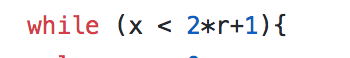 while (x < 2*r+1){